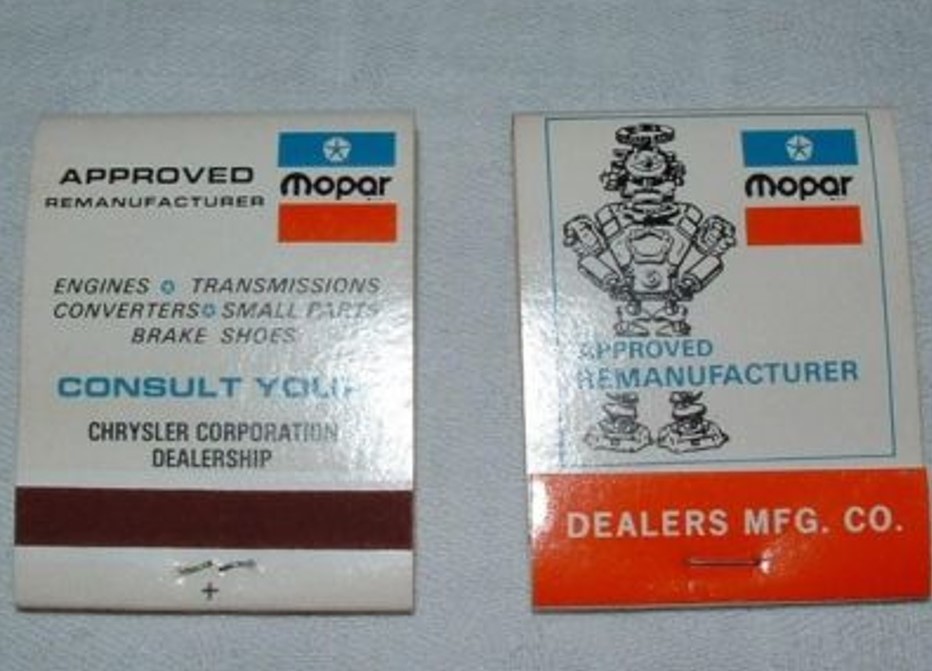 APPROVED
REMANUFACTURER
mopar
ENGINES TRANSMISSIONS
CONVERTERS SMALL PARTS
BRAKE SHOES
CONSULT YOUR
CHRYSLER CORPORATION
DEALERSHIP
+
mopar
APPROVED
REMANUFACTURER
DEALERS MFG. CO.